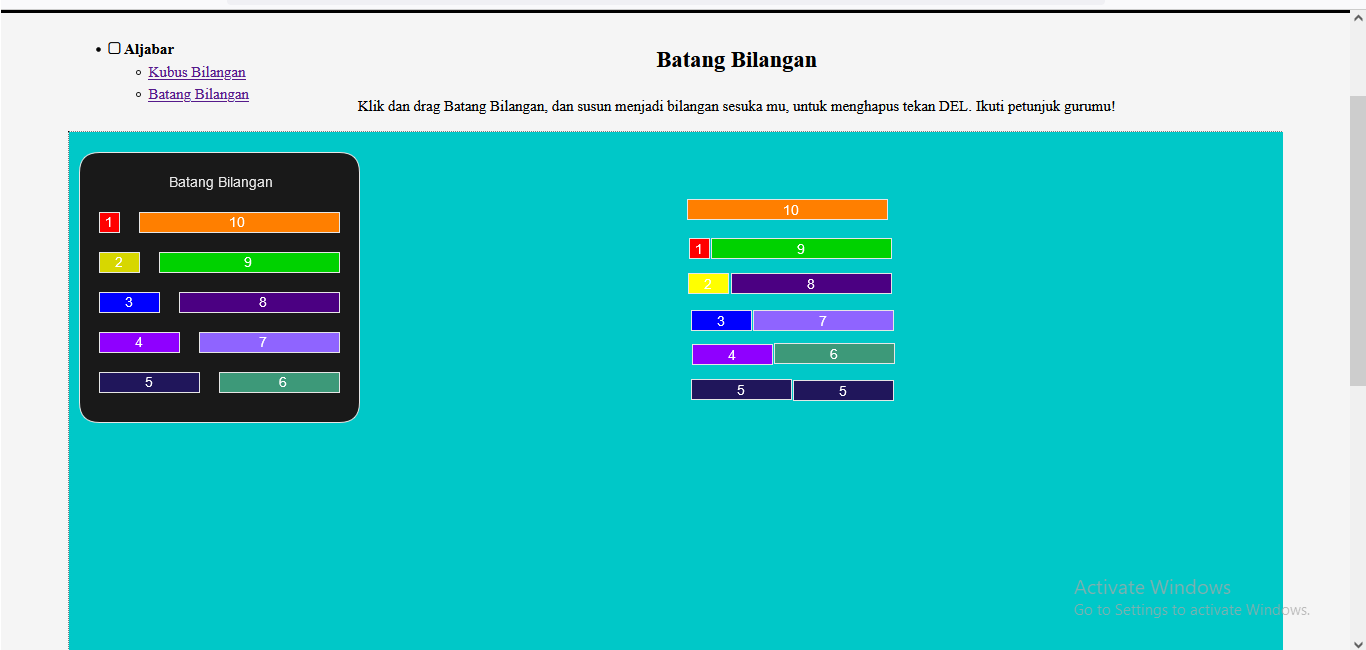 Aljabar
Kubus Bilangan
Batang Bilangan
Batang Bilangan
Klik dan drag Batang Bilangan, dan susun menjadi bilangan sesuka mu, untuk menghapus tekan DEL. Ikuti petunjuk gurumu!
Batang Bilangan
1 10
2 9
3 8
4 7
5 6
10
1 9
2 8
3 7
4 6
5 5
Activate Windows
Go to Settings to activate Windows.